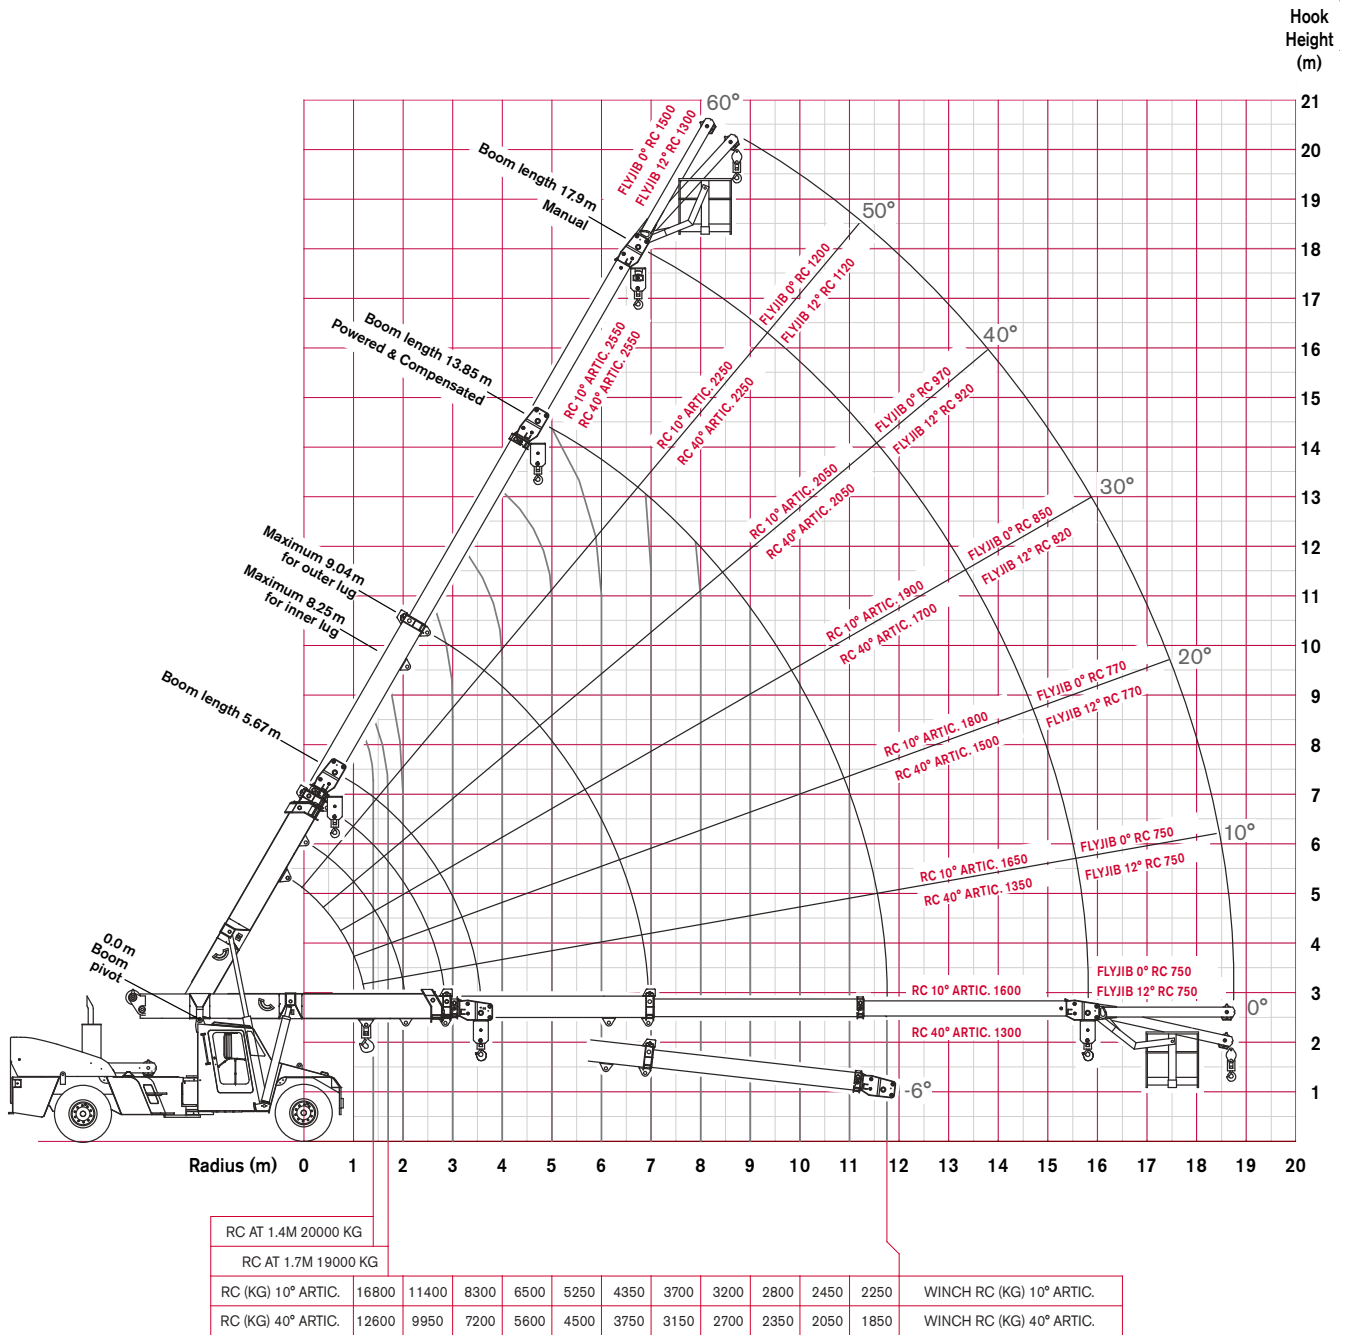 Hook
Height
(m)
21
20
19
18
17
16
15
14
13
12
11
10
9
8
7
6
5
4
3
2
1
60°
FLYJIB 0° RC 1500
FLYJIB 12° RC 1300
Boom length 17.9 m
Manual
50°
FLYJIB 0° RC 1200
FLYJIB 12° RC 1120
Boom length 13.85 m
Powered & Compensated
RC 10° ARTIC. 2550
RC 40° ARTIC. 2550
RC 10° ARTIC. 2250
RC 40° ARTIC. 2250
40°
FLYJIB 0° RC 970
FLYJIB 12° RC 920
RC 10° ARTIC. 2050
RC 40° ARTIC. 2050
30°
FLYJIB 0° RC 850
FLYJIB 12° RC 820
Maximum 9.04 m
for outer lug
Maximum 8.25 m
for inner lug
RC 10° ARTIC. 1900
RC 40° ARTIC. 1700
20°
FLYJIB 0° RC 770
FLYJIB 12° RC 770
Boom length 5.67 m
RC 10° ARTIC. 1800
RC 40° ARTIC. 1500
10°
FLYJIB 0° RC 750
FLYJIB 12° RC 750
RC 10° ARTIC. 1650
RC 40° ARTIC. 1350
0.0 m
Boom
pivot
FLYJIB 0° RC 750
FLYJIB 12° RC 750
RC 10° ARTIC. 1600
0°
RC 40° ARTIC. 1300
-6°
Radius (m) 0 1 2 3 4 5 6 7 8 9 10 11 12 13 14 15 16 17 18 19 20
RC AT 1.4M 20000 KG
RC AT 1.7M 19000 KG
RC (KG) 10° ARTIC. 16800 11400 8300 6500 5250 4350 3700 3200 2800 2450 2250 WINCH RC (KG) 10° ARTIC.
RC (KG) 40° ARTIC. 12600 9950 7200 5600 4500 3750 3150 2700 2350 2050 1850 WINCH RC (KG) 40° ARTIC.